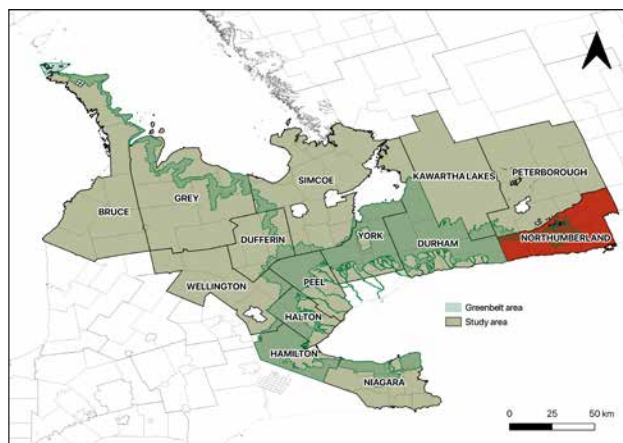 KAWARTHA LAKES
PETERBOROUGH
SIMCOE
GREY
BRUCE
NORTHUMBERLAND
YORK
DUFFERIN
DURHAM
PEEL
WELLINGTON
HALTON
Greenbelt area
Study area
HAMILTON
NIAGARA
0 25 50 km